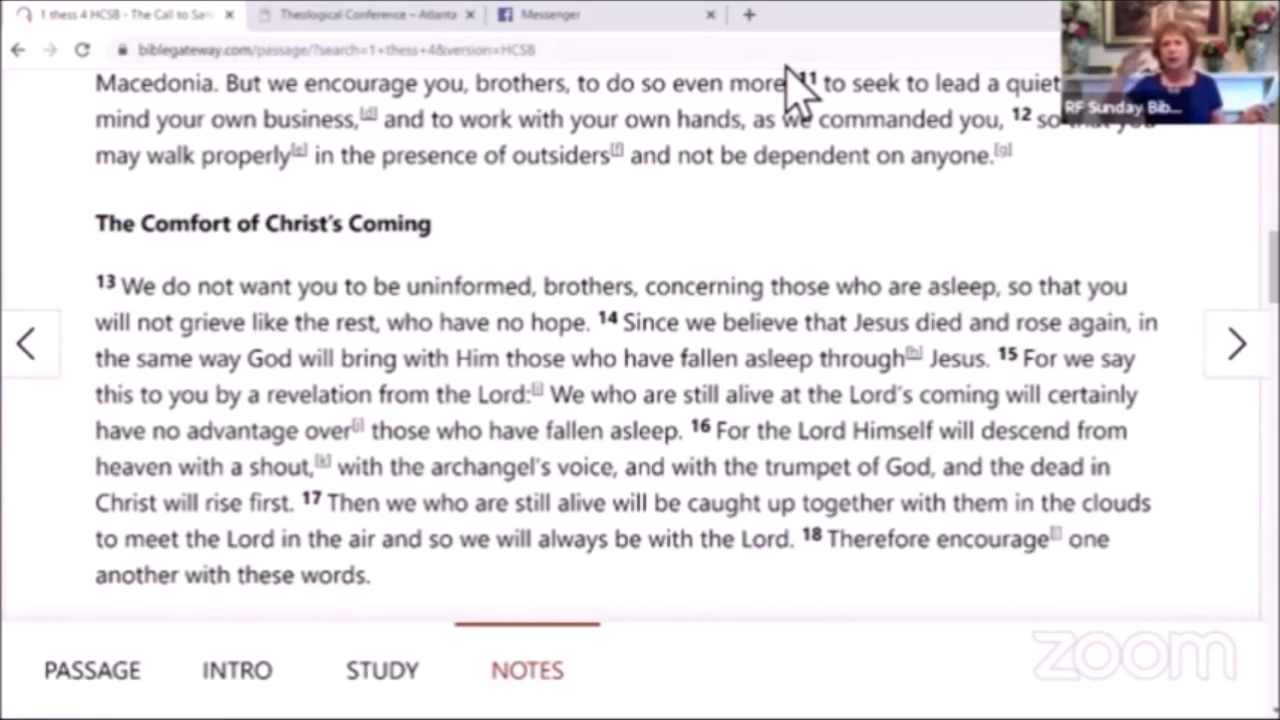 1 thess 4 HCSB - The Call to San
Theological Conference – Atlanta
Messenger
biblegateway.com/passage/?search=1+thess+4&version=HCSB
Macedonia. But we encourage you, brothers, to do so even more, 11 to seek to lead a quiet
RF Sunday Bib...
mind your own business,[d] and to work with your own hands, as we commanded you, 12 so that you
may walk properly[e] in the presence of outsiders[f] and not be dependent on anyone.[g]
The Comfort of Christ's Coming
13 We do not want you to be uninformed, brothers, concerning those who are asleep, so that you
will not grieve like the rest, who have no hope. 14 Since we believe that Jesus died and rose again, in
the same way God will bring with Him those who have fallen asleep through[h] Jesus. 15 For we say
this to you by a revelation from the Lord:[i] We who are still alive at the Lord's coming will certainly
have no advantage over[j] those who have fallen asleep. 16 For the Lord Himself will descend from
heaven with a shout,[k] with the archangel's voice, and with the trumpet of God, and the dead in
Christ will rise first. 17 Then we who are still alive will be caught up together with them in the clouds
to meet the Lord in the air and so we will always be with the Lord. 18 Therefore encourage[l] one
another with these words.
PASSAGE INTRO STUDY NOTES
zoom